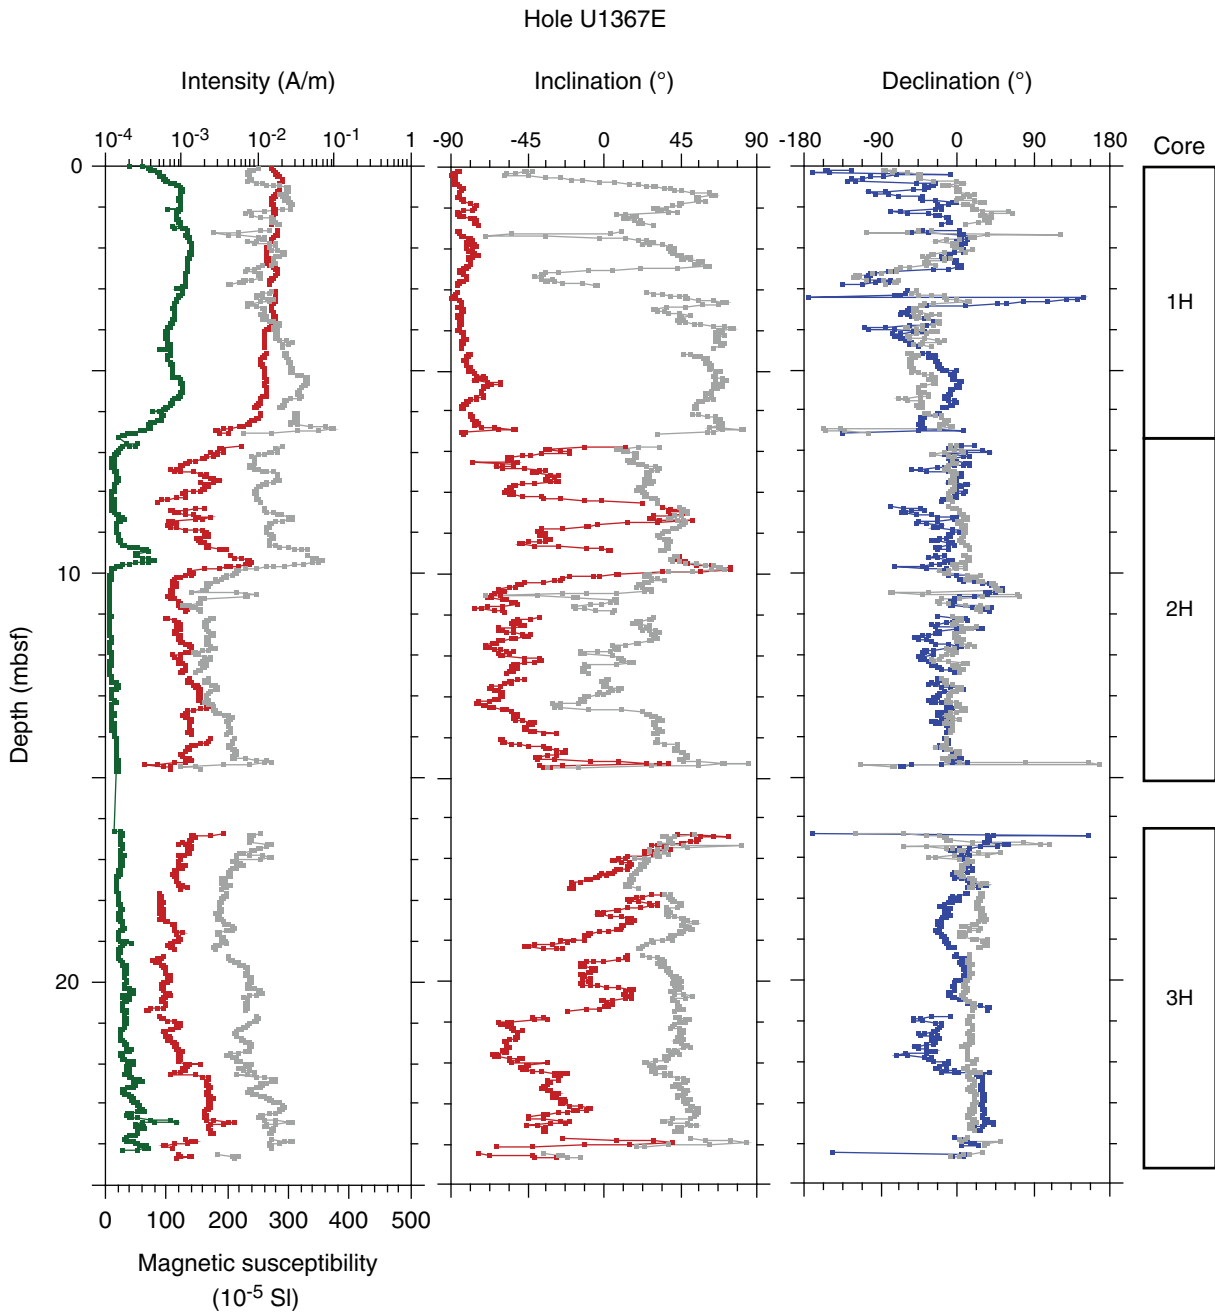 Hole U1367E
Intensity (A/m) Inclination (°) Declination (°)
10-4 10-3 10-2 10-1 1 -90 -45 0 45 90 -180 -90 0 90 180 Core
0
1H
10
2H
Depth (mbsf)
20
3H
0 100 200 300 400 500
Magnetic susceptibility
(10-5 SI)